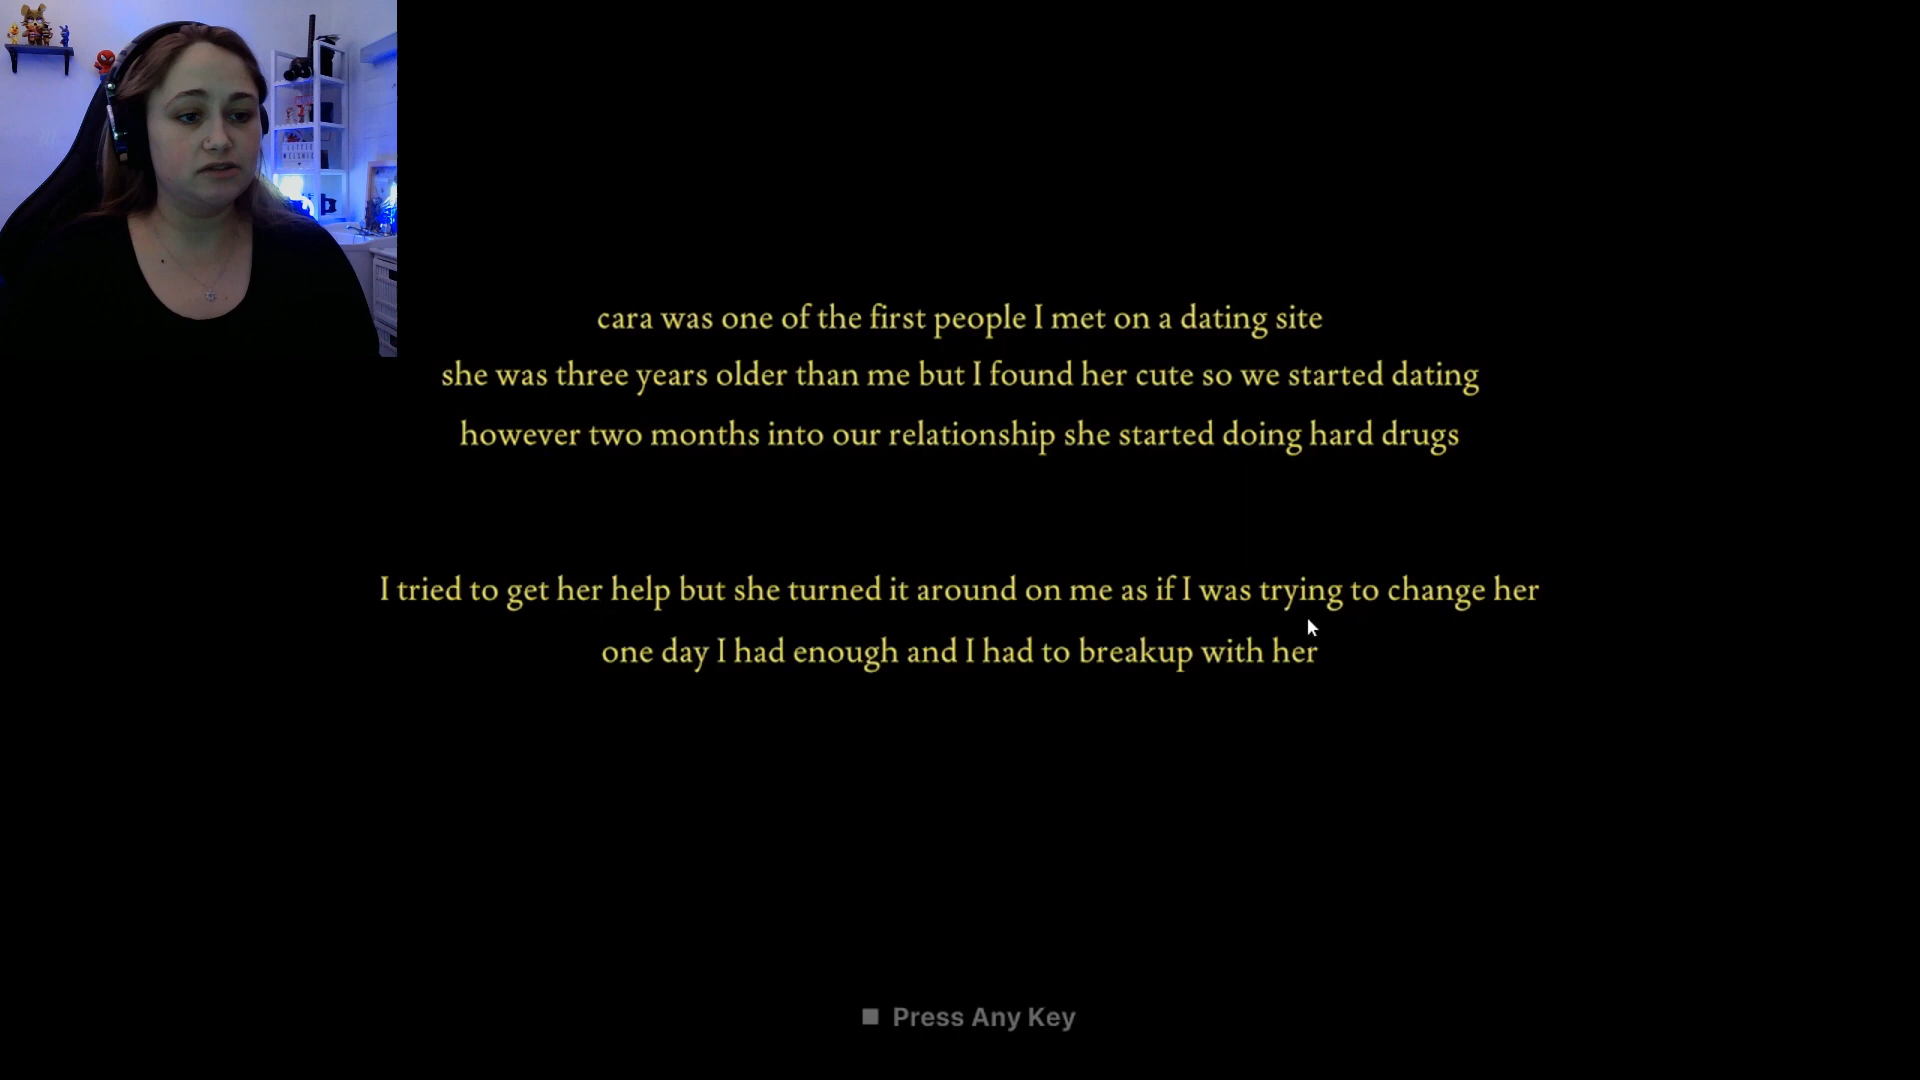 LITTLE
WELSHIE
cara was one of the first people I met on a dating site
she was three years older than me but I found her cute so we started dating
however two months into our relationship she started doing hard drugs
I tried to get her help but she turned it around on me as if I was trying to change her
one day I had enough and I had to breakup with her
Press Any Key